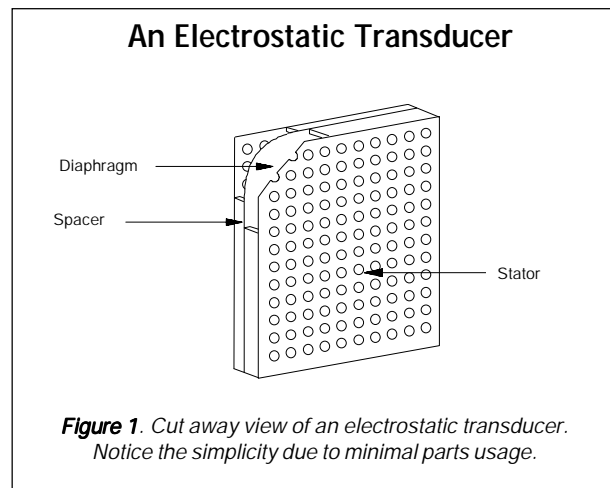 An Electrostatic Transducer
Diaphragm
Spacer
Stator
Figure 1. Cut away view of an electrostatic transducer.
Notice the simplicity due to minimal parts usage.